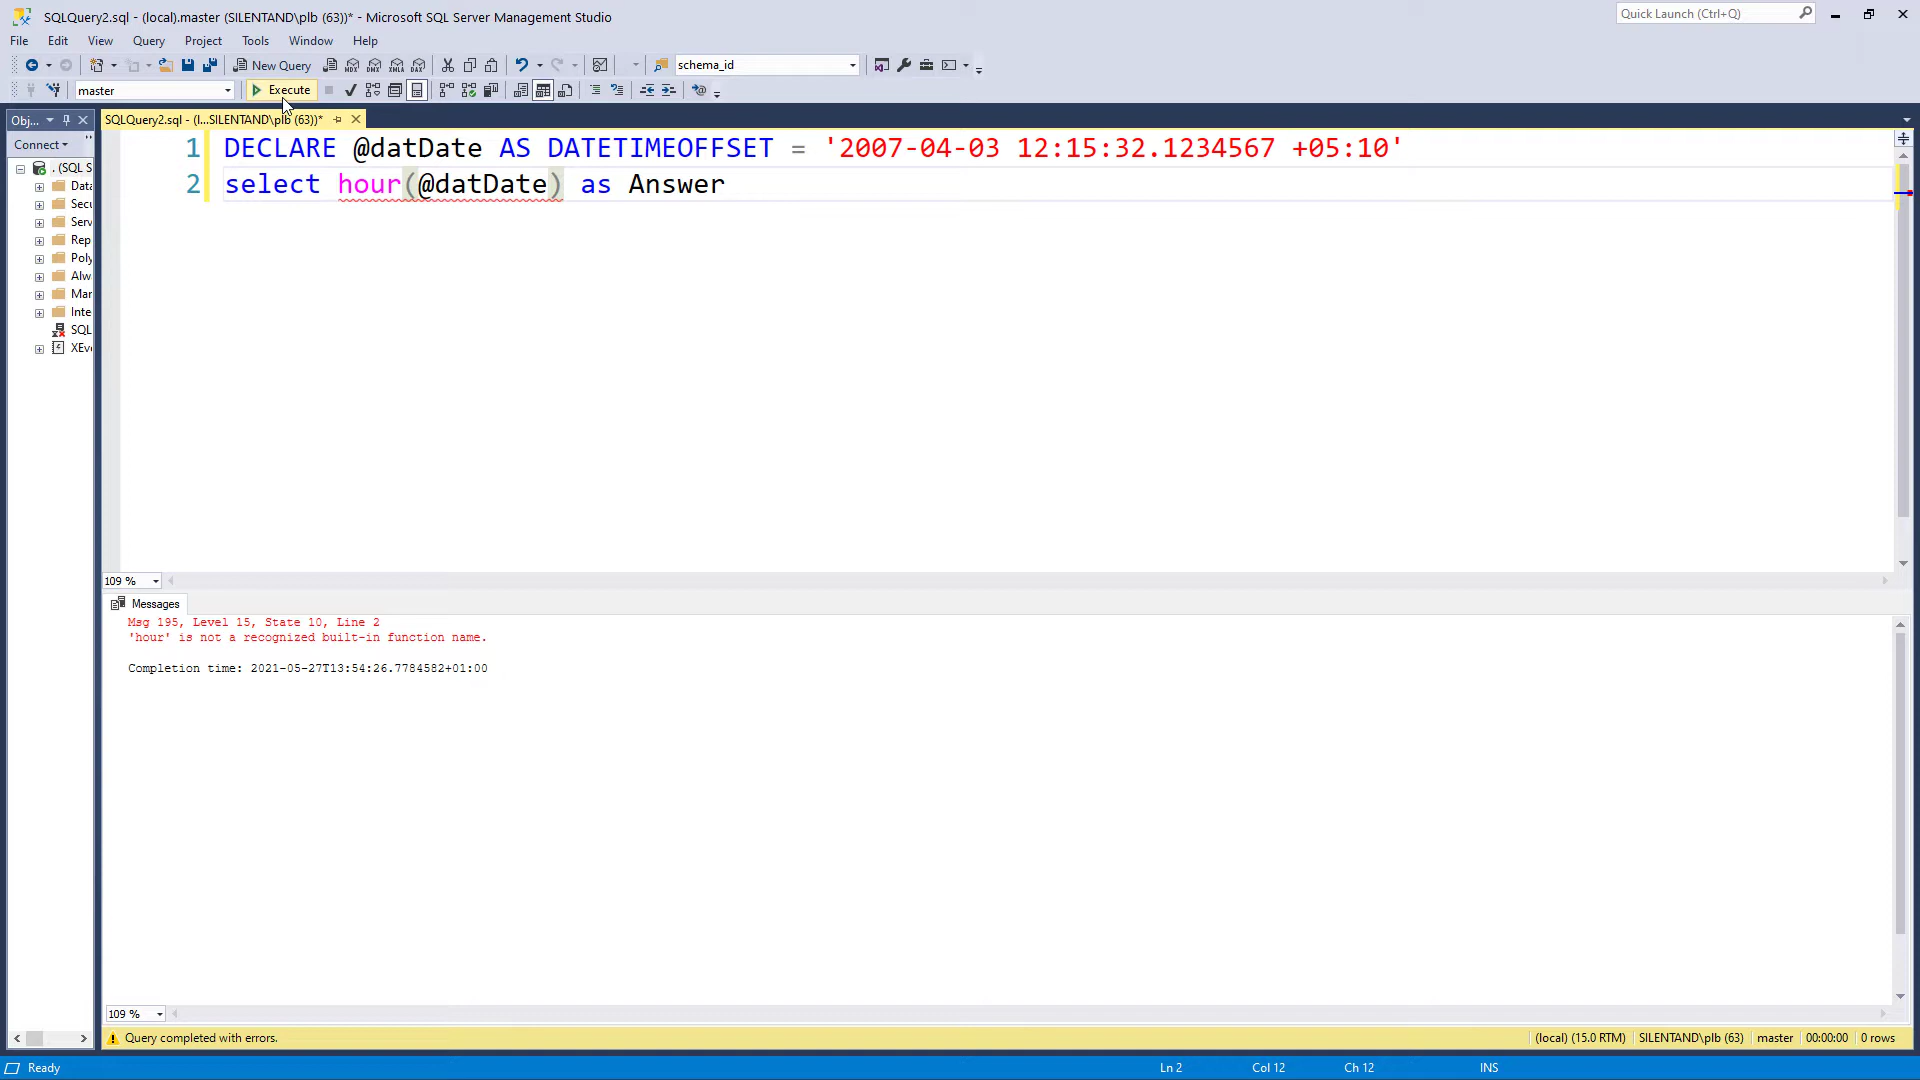 SQLQuery2.sql - (local).master (SILENTAND\plb (63))* - Microsoft SQL Server Management Studio
Quick Launch (Ctrl+Q)
File Edit View Query Project Tools Window Help
New Query
schema_id
master
Execute
Obj...
SQLQuery2.sql - (l...SILENTAND\plb (63))*
Connect
. (SQL S
Data
Secu
Serv
Rep
Poly
Alw
Man
Inte
SQL
XEve
1 DECLARE @datDate AS DATETIMEOFFSET = '2007-04-03 12:15:32.1234567 +05:10'
2 select hour(@datDate) as Answer
109 %
Messages
Msg 195, Level 15, State 10, Line 2
'hour' is not a recognized built-in function name.
Completion time: 2021-05-27T13:54:26.7784582+01:00
109 %
Query completed with errors.
(local) (15.0 RTM) SILENTAND\plb (63) master 00:00:00 0 rows
Ready
Ln 2 Col 12 Ch 12 INS